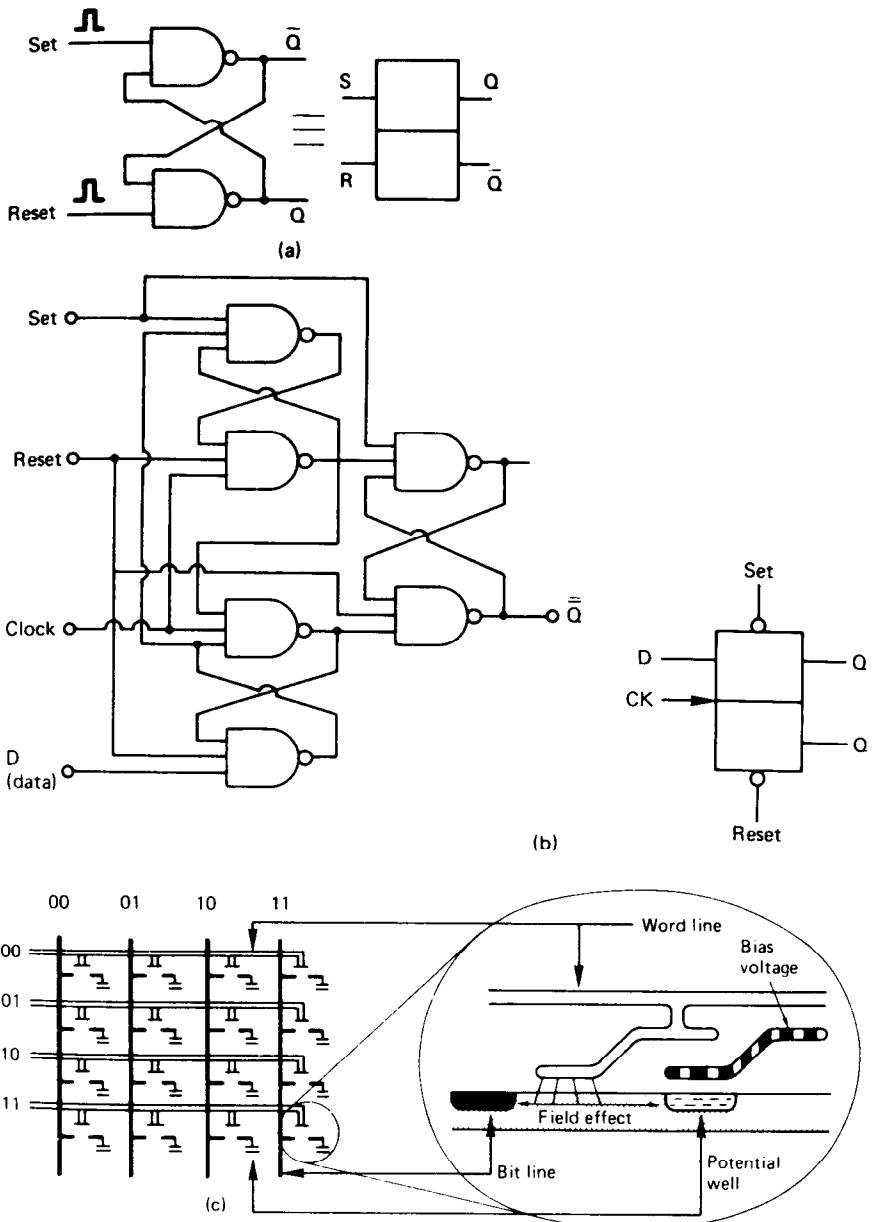 Set
Q̅
S
Q
R
Q̅
Reset
Q
(a)
Set
Reset
Clock
Q̿
D
(data)
Set
D
Q
CK
Q
Reset
(b)
00
01
10
11
00
01
10
11
Word line
Bias
voltage
Field effect
Bit line
Potential
well
(c)